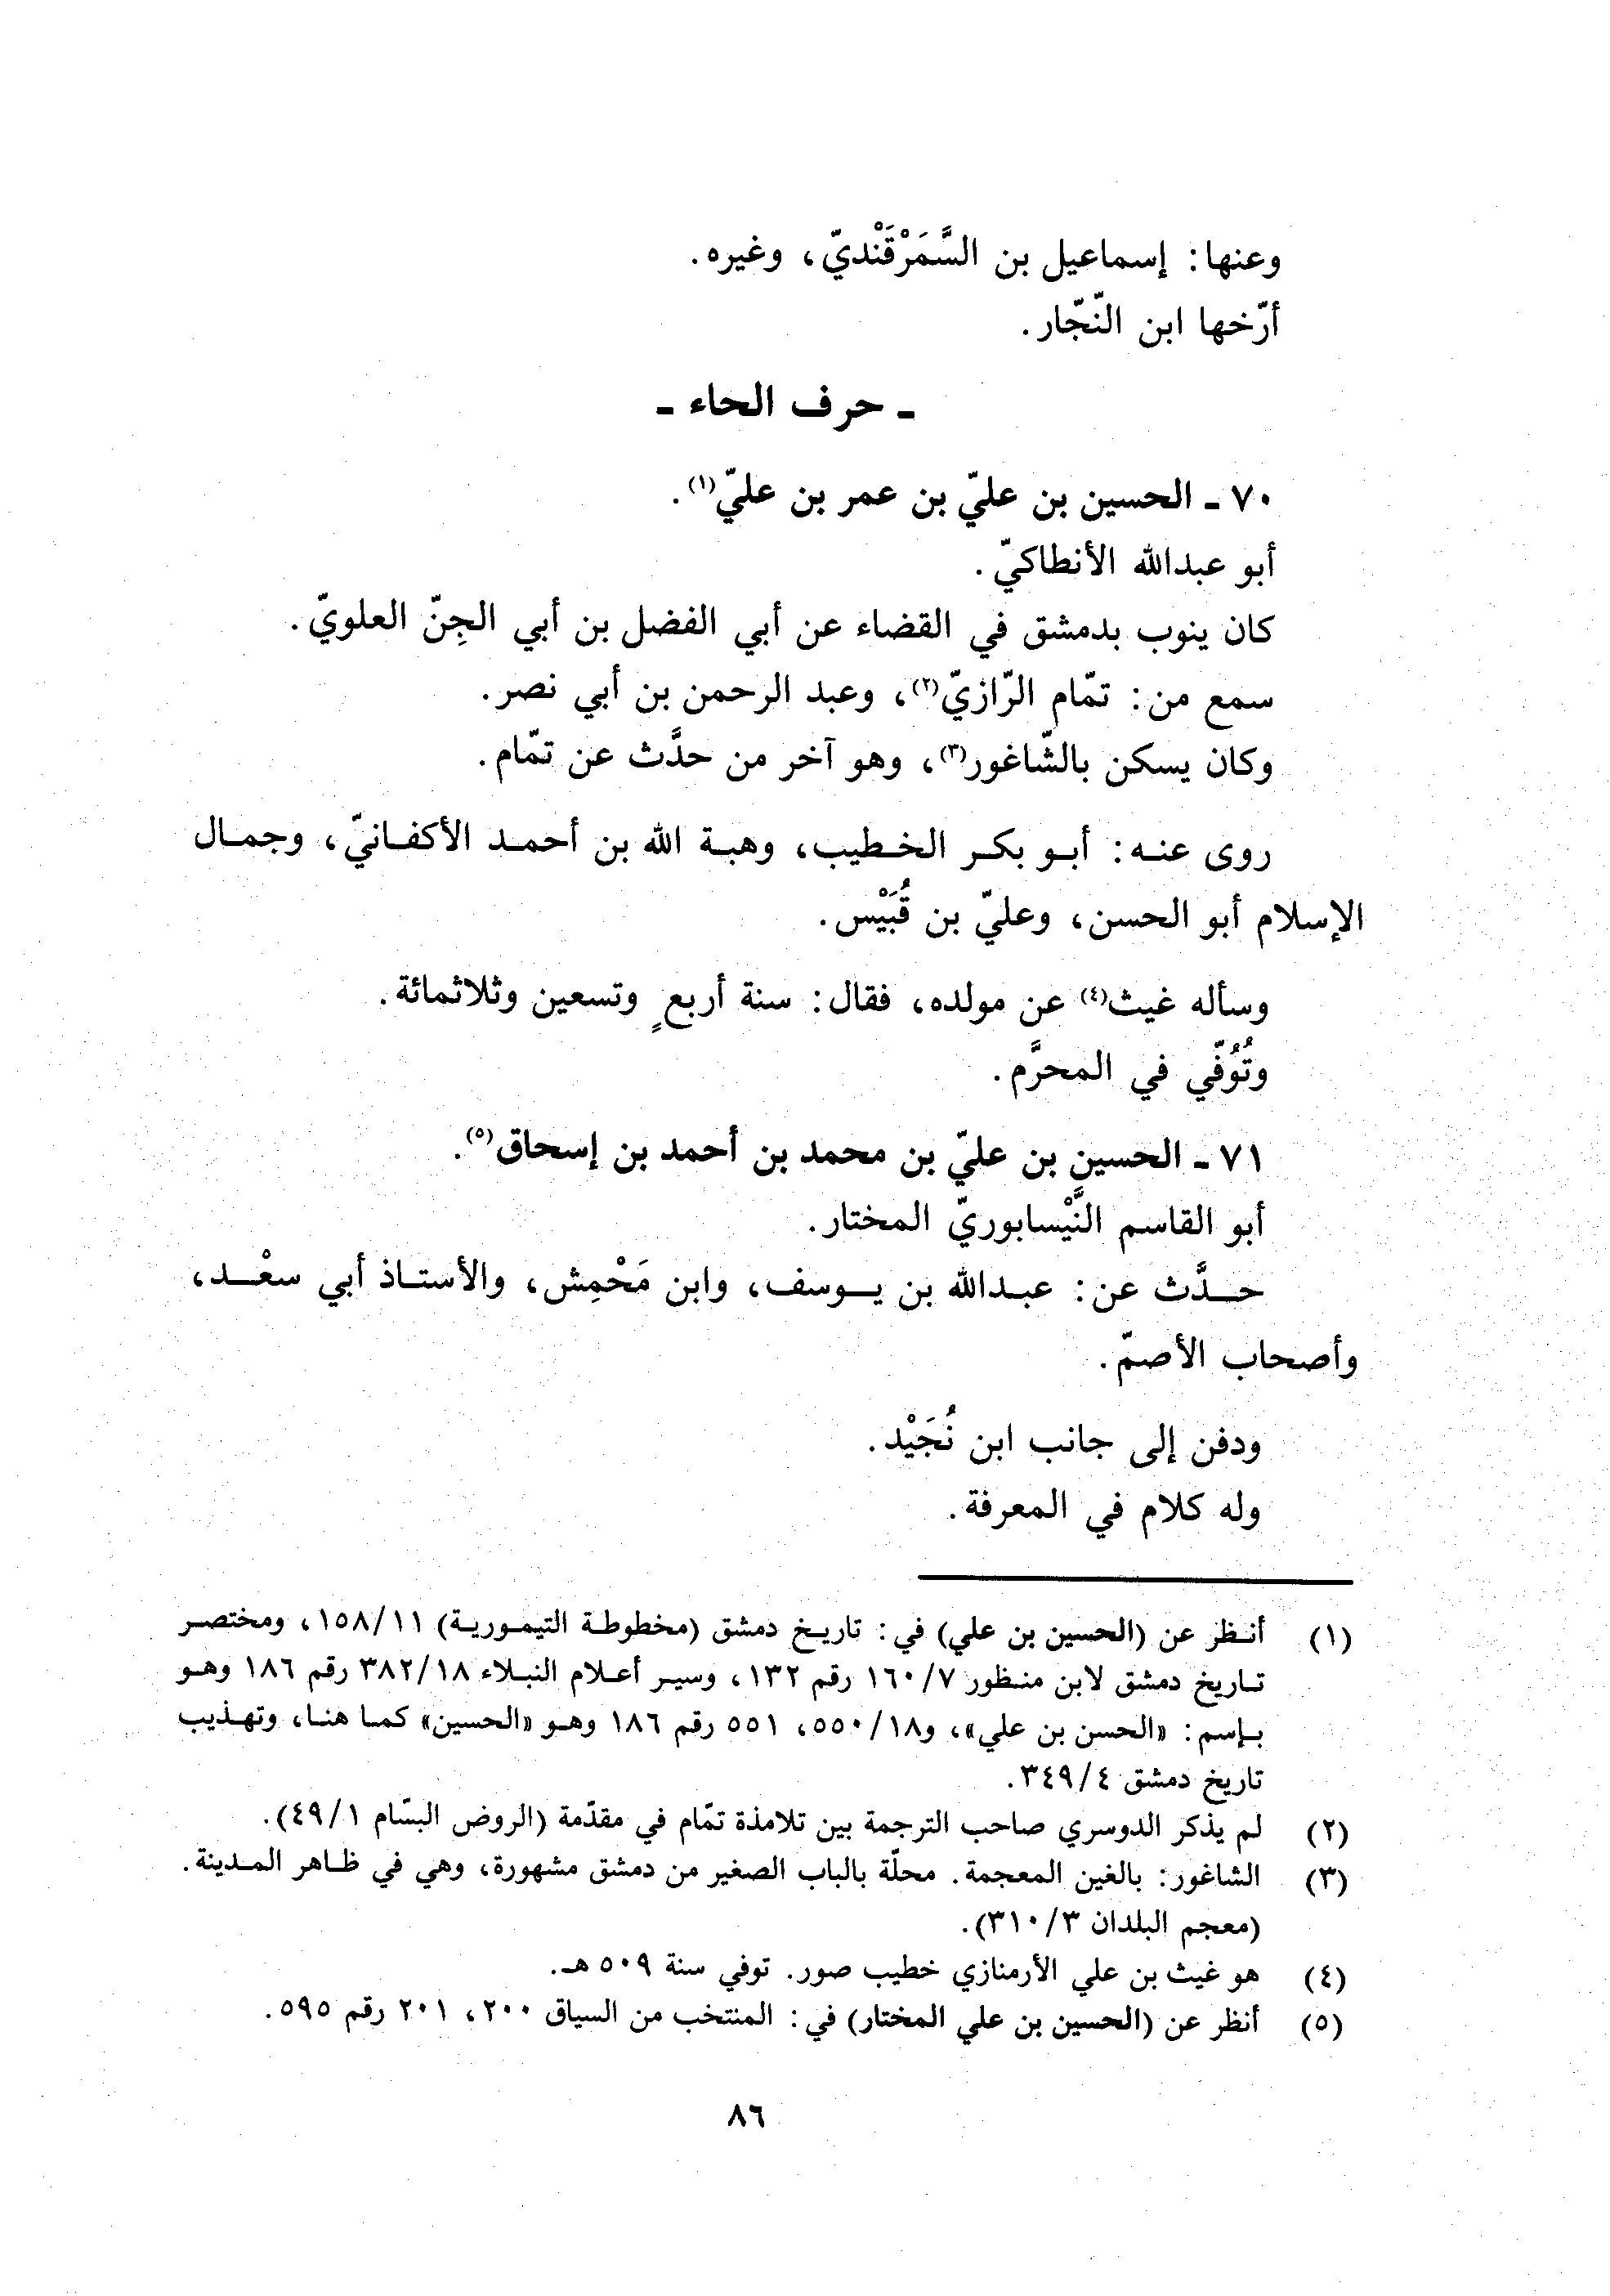 وعنها: إسماعيل بن السَّمَرْقَنْديّ، وغيره.
أرّخها ابن النّجّار.
ـ حرف الحاء ـ
٧٠ ـ الحسين بن عليّ بن عمر بن عليّ(١).
أبو عبدالله الأنطاكيّ.
كان ينوب بدمشق في القضاء عن أبي الفضل بن أبي الجِنّ العلويّ.
سمع من: تمّام الرّازيّ(٢)، وعبد الرحمن بن أبي نصر.
وكان يسكن بالشّاغور(٣)، وهو آخر من حدَّث عن تمّام.
روى عنه: أبو بكر الخطيب، وهبة الله بن أحمد الأكفانيّ، وجمال
الإسلام أبو الحسن، وعليّ بن قُبَيْس.
وسأله غيث(٤) عن مولده، فقال: سنة أربعٍ وتسعين وثلاثمائة.
وتُوُفّي في المحرَّم.
٧١ ـ الحسين بن عليّ بن محمد بن أحمد بن إسحاق(٥).
أبو القاسم النَّيْسابوريّ المختار.
حدَّث عن: عبدالله بن يوسف، وابن مَحْمِش، والأستاذ أبي سعْد،
وأصحاب الأصمّ.
ودفن إلى جانب ابن نُجَيْد.
وله كلام في المعرفة.
(١) أنظر عن (الحسين بن علي) في: تاريخ دمشق (مخطوطة التيمورية) ١٥٨/١١، ومختصر
تاريخ دمشق لابن منظور ١٦٠/٧ رقم ١٣٢، وسير أعلام النبلاء ٣٨٢/١٨ رقم ١٨٦ وهو
بإسم: «الحسن بن علي»، و٥٥٠/١٨، ٥٥١ رقم ١٨٦ وهو «الحسين» كما هنا، وتهذيب
تاريخ دمشق ٣٤٩/٤.
(٢) لم يذكر الدوسري صاحب الترجمة بين تلامذة تمّام في مقدّمة (الروض البسّام ٤٩/١).
(٣) الشاغور: بالغين المعجمة. محلّة بالباب الصغير من دمشق مشهورة، وهي في ظاهر المدينة.
(معجم البلدان ٣١٠/٣).
(٤) هو غيث بن علي الأرمنازي خطيب صور. توفي سنة ٥٠٩ هـ.
(٥) أنظر عن (الحسين بن علي المختار) في: المنتخب من السياق ٢٠٠، ٢٠١ رقم ٥٩٥.
٨٦